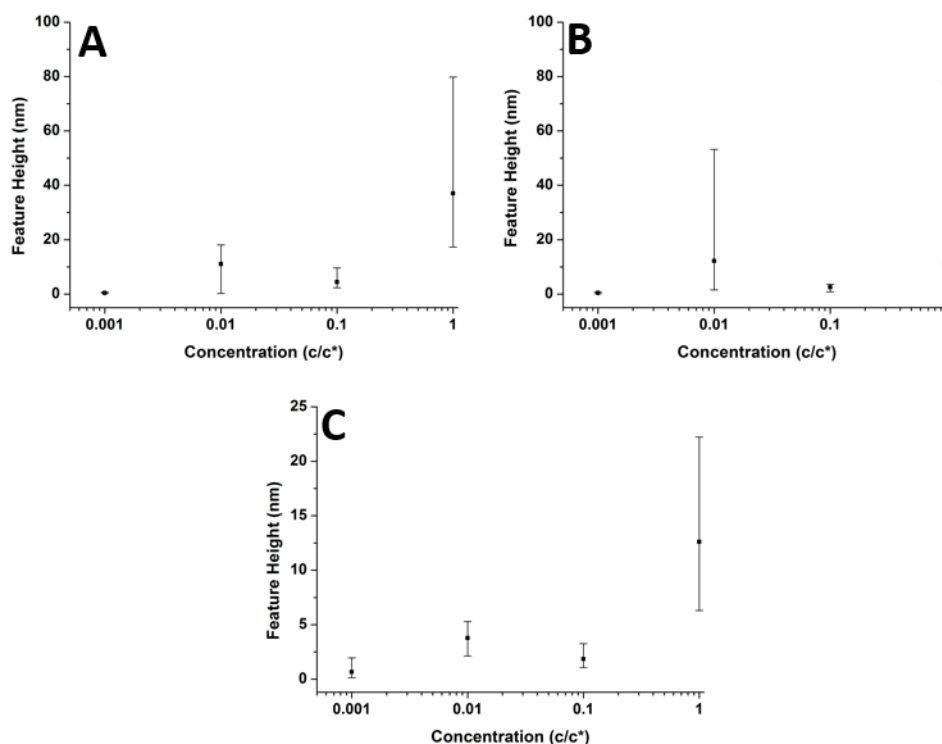 A
100
80
60
40
20
0
Feature Height (nm)
0.001 0.01 0.1 1
Concentration (c/c*)
B
100
80
60
40
20
0
Feature Height (nm)
0.001 0.01 0.1
Concentration (c/c*)
C
25
20
15
10
5
0
Feature Height (nm)
0.001 0.01 0.1 1
Concentration (c/c*)